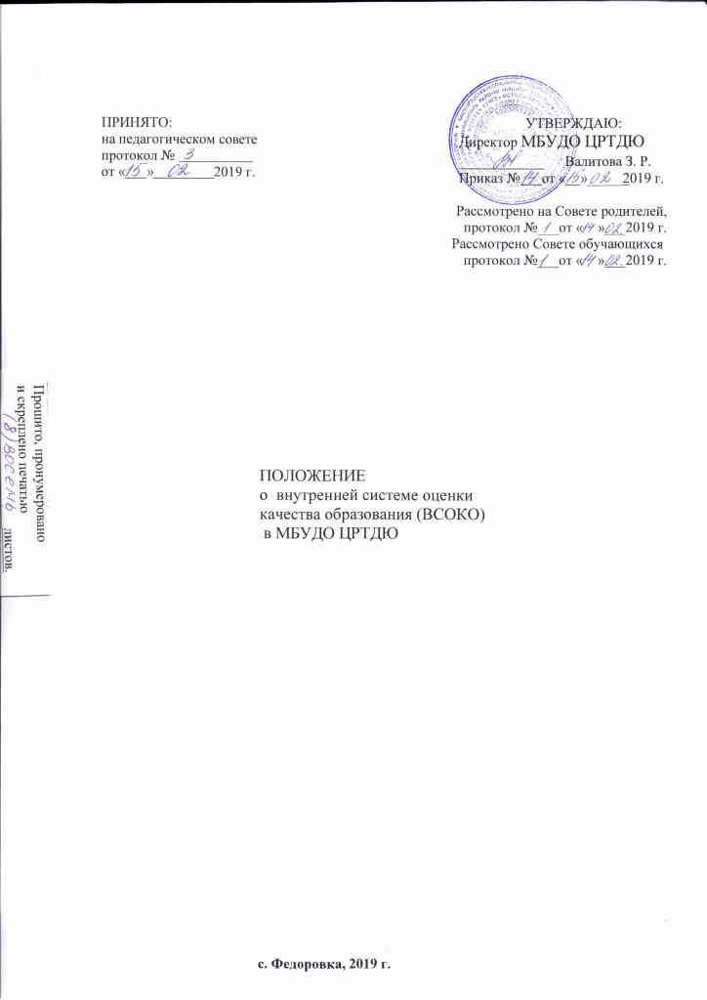 ПРИНЯТО:
на педагогическом совете
протокол № 3
от «15» 02 2019 г.
УТВЕРЖДАЮ:
Директор МБУДО ЦРТДЮ
Валитова З. Р.
Приказ № 14 от «15» 02 2019 г.
Рассмотрено на Совете родителей,
протокол № 1 от «14» 02 2019 г.
Рассмотрено Совете обучающихся
протокол № 1 от «14» 02. 2019 г.
Прошито, пронумеровано
и скреплено печатью
(8) восемь листов.
ПОЛОЖЕНИЕ
о внутренней системе оценки
качества образования (ВСОКО)
в МБУДО ЦРТДЮ
с. Федоровка, 2019 г.